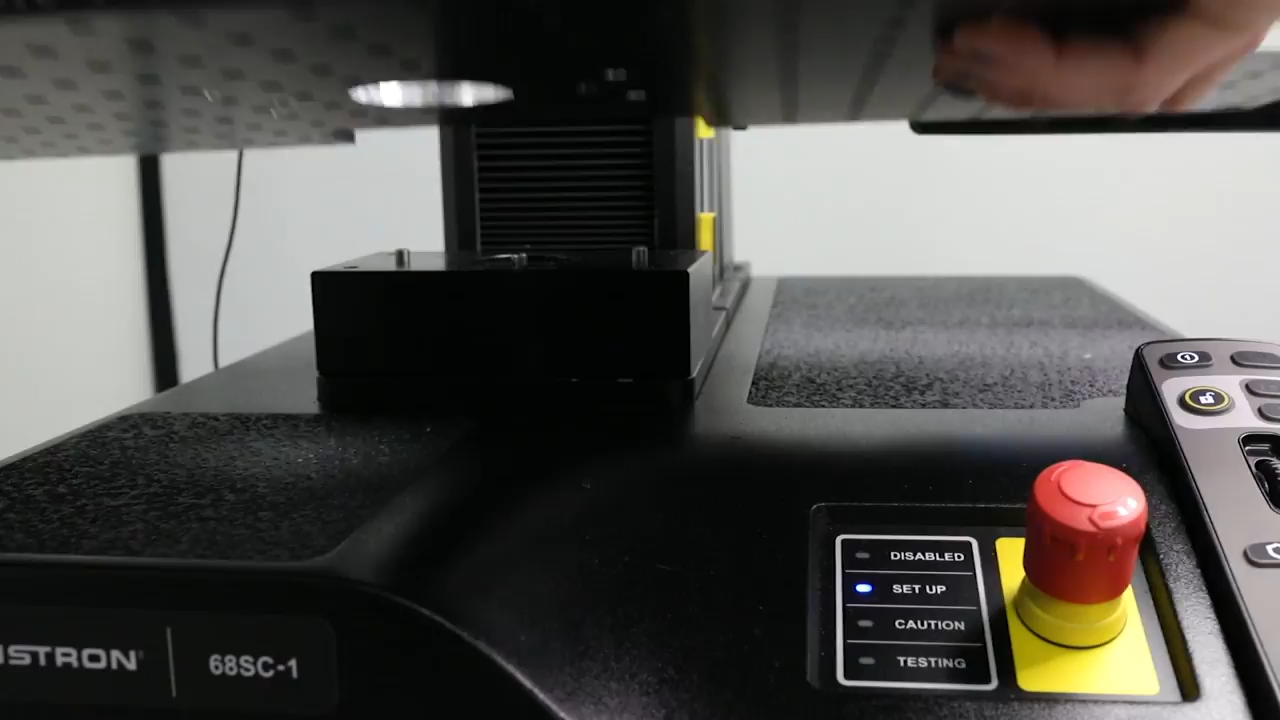 DISABLED
SET UP
CAUTION
TESTING
STRON
68SC-1